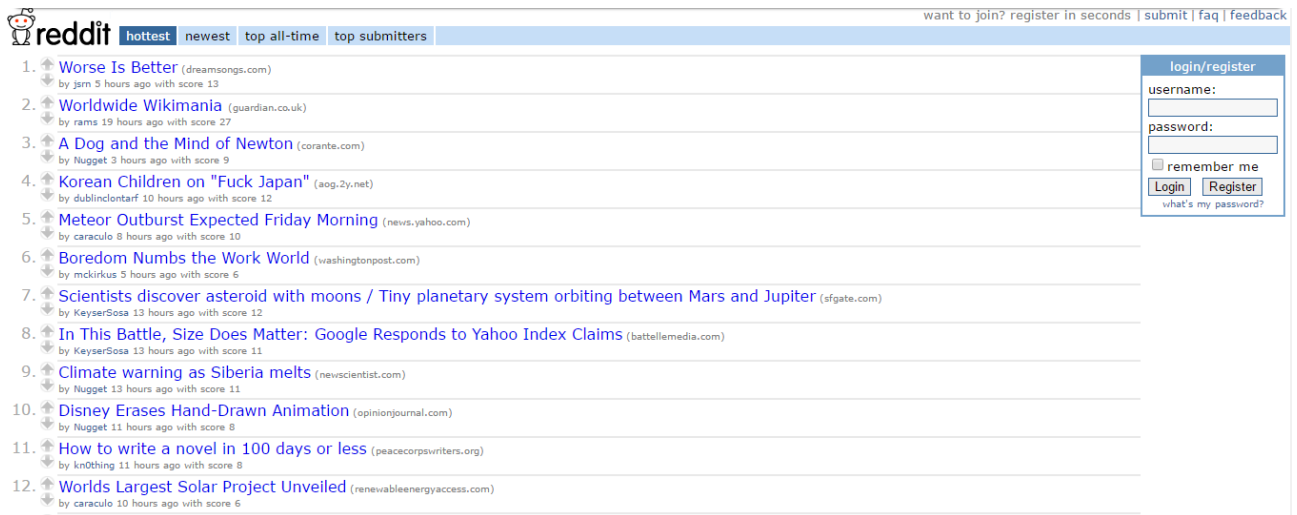 want to join? register in seconds | submit | faq | feedback
reddit hottest newest top all-time top submitters
1. Worse Is Better (dreamsongs.com)
by jsrn 5 hours ago with score 13
2. Worldwide Wikimania (guardian.co.uk)
by rams 19 hours ago with score 27
3. A Dog and the Mind of Newton (corante.com)
by Nugget 3 hours ago with score 9
4. Korean Children on "Fuck Japan" (aog.2y.net)
by dublinclontarf 10 hours ago with score 12
5. Meteor Outburst Expected Friday Morning (news.yahoo.com)
by caraculo 8 hours ago with score 10
6. Boredom Numbs the Work World (washingtonpost.com)
by mckirkus 5 hours ago with score 6
7. Scientists discover asteroid with moons / Tiny planetary system orbiting between Mars and Jupiter (sfgate.com)
by KeyserSosa 13 hours ago with score 12
8. In This Battle, Size Does Matter: Google Responds to Yahoo Index Claims (battellemedia.com)
by KeyserSosa 13 hours ago with score 11
9. Climate warning as Siberia melts (newscientist.com)
by Nugget 13 hours ago with score 11
10. Disney Erases Hand-Drawn Animation (opinionjournal.com)
by Nugget 11 hours ago with score 8
11. How to write a novel in 100 days or less (peacecorpswriters.org)
by kn0thing 11 hours ago with score 8
12. Worlds Largest Solar Project Unveiled (renewableenergyaccess.com)
by caraculo 10 hours ago with score 6
login/register
username:
password:
remember me
Login Register
what's my password?